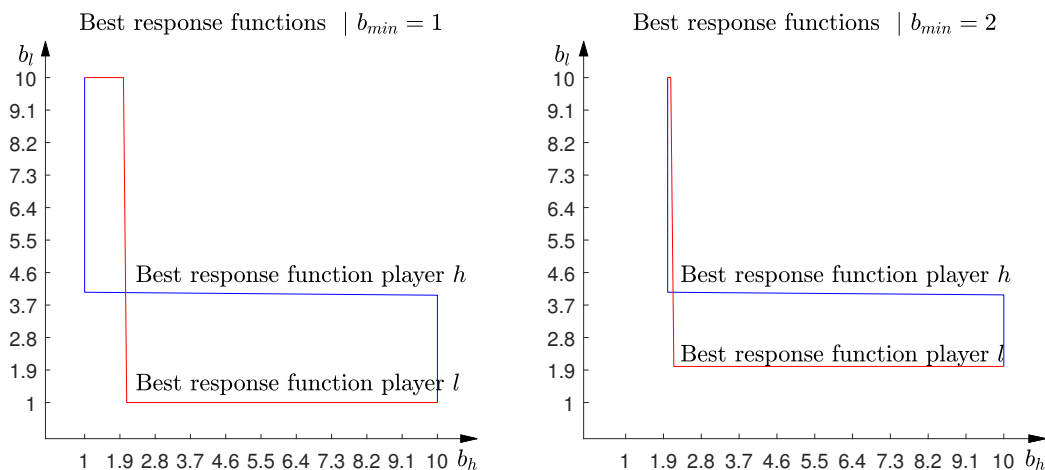 Best response functions | b_min = 1
b_l
10
9.1
8.2
7.3
6.4
5.5
4.6
3.7
2.8
1.9
1
Best response function player h
Best response function player l
1 1.9 2.8 3.7 4.6 5.5 6.4 7.3 8.2 9.1 10 b_h
Best response functions | b_min = 2
b_l
10
9.1
8.2
7.3
6.4
5.5
4.6
3.7
2.8
1.9
1
Best response function player h
Best response function player l
1 1.9 2.8 3.7 4.6 5.5 6.4 7.3 8.2 9.1 10 b_h